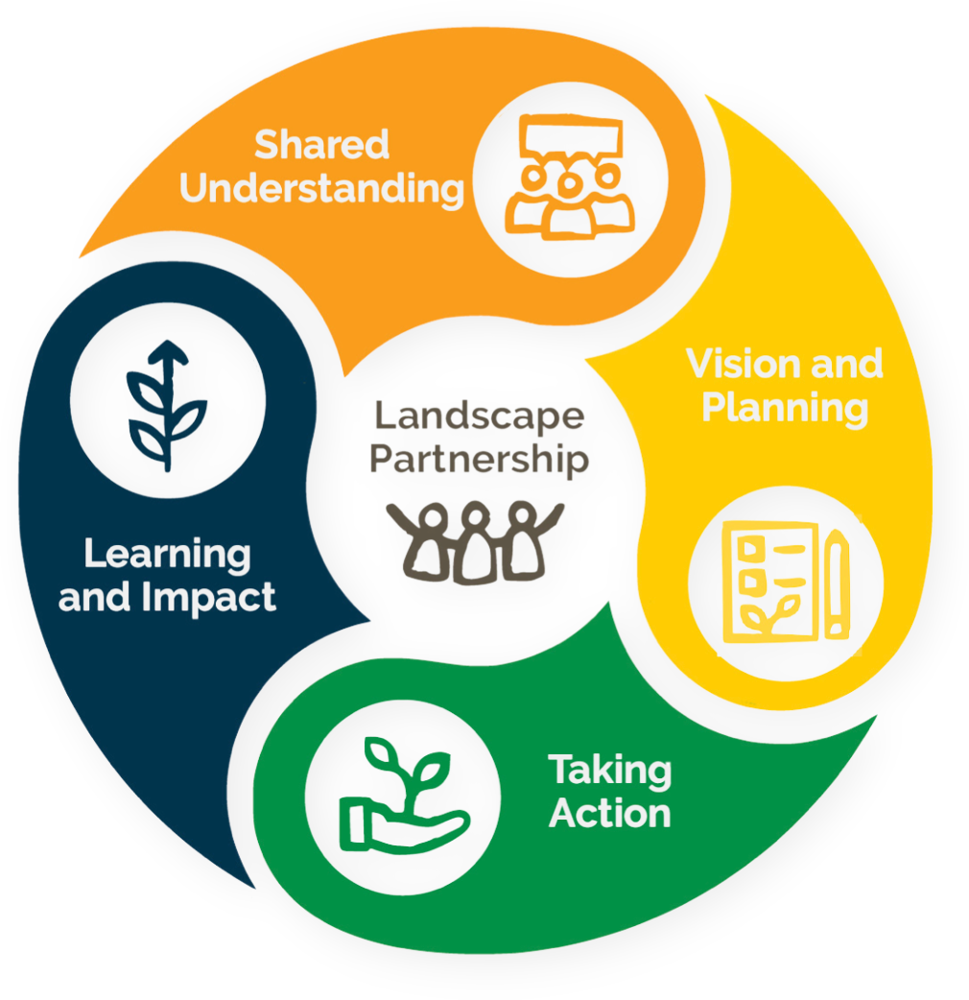 Shared
Understanding
Vision and
Planning
Landscape
Partnership
Learning
and Impact
Taking
Action